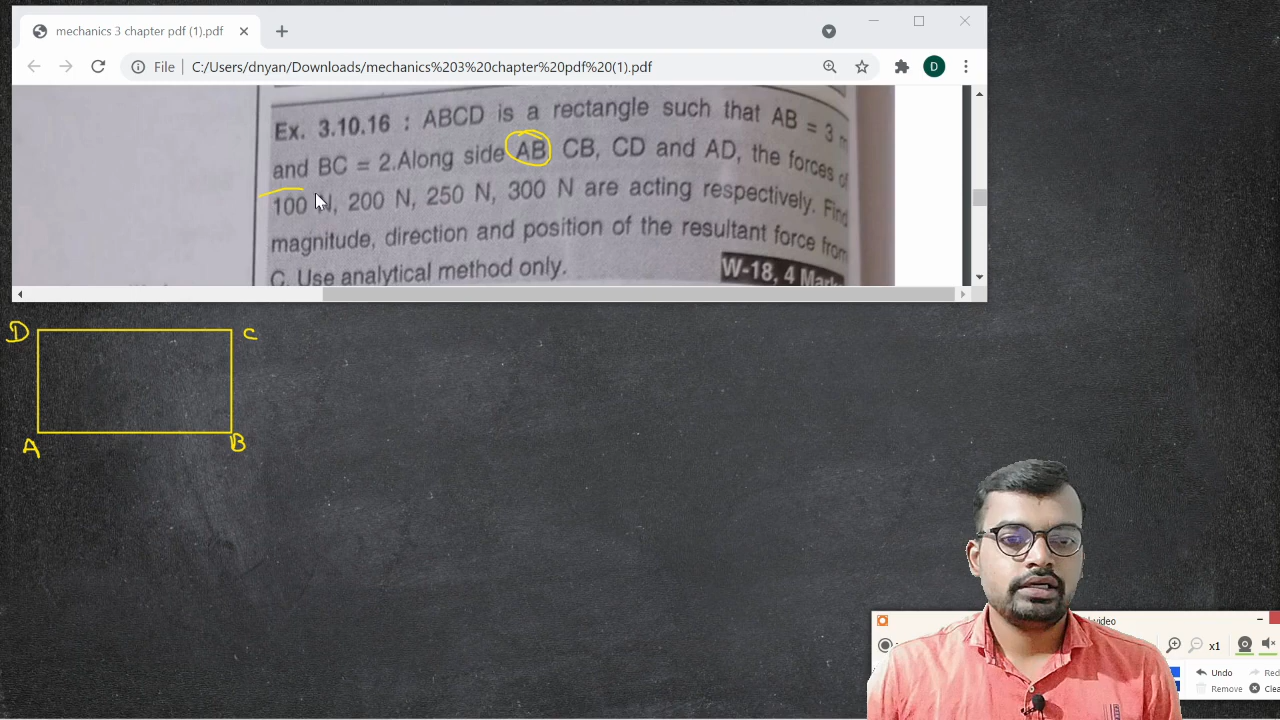 mechanics 3 chapter pdf (1).pdf
File C:/Users/dnyan/Downloads/mechanics%203%20chapter%20pdf%20(1).pdf
D
Ex. 3.10.16 : ABCD is a rectangle such that AB = 3 m
and BC = 2.Along side AB, CB, CD and AD, the forces of
100 N, 200 N, 250 N, 300 N are acting respectively. Find
magnitude, direction and position of the resultant force from
C. Use analytical method only.
W-18, 4 Mark
D C
A B
video
x1
Undo
Remove